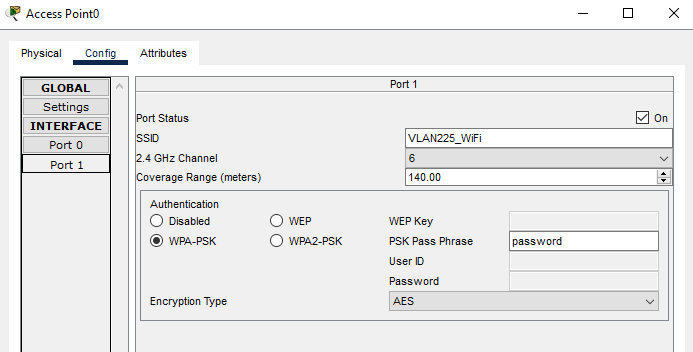 Access Point0
Physical Config Attributes
GLOBAL
Settings
INTERFACE
Port 0
Port 1
Port 1
Port Status On
SSID VLAN225_WiFi
2.4 GHz Channel 6
Coverage Range (meters) 140.00
Authentication
Disabled WEP WEP Key
WPA-PSK WPA2-PSK PSK Pass Phrase password
User ID
Password
Encryption Type AES